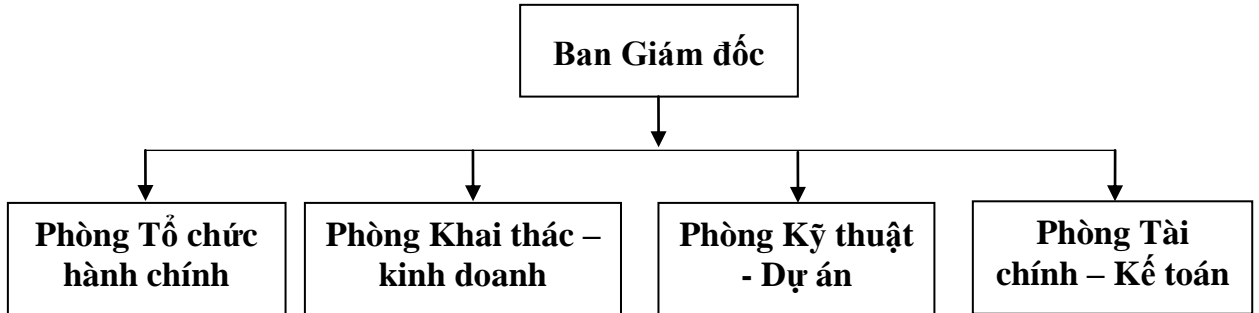 Ban Giám đốc
Phòng Tổ chức
hành chính
Phòng Khai thác –
kinh doanh
Phòng Kỹ thuật
- Dự án
Phòng Tài
chính – Kế toán